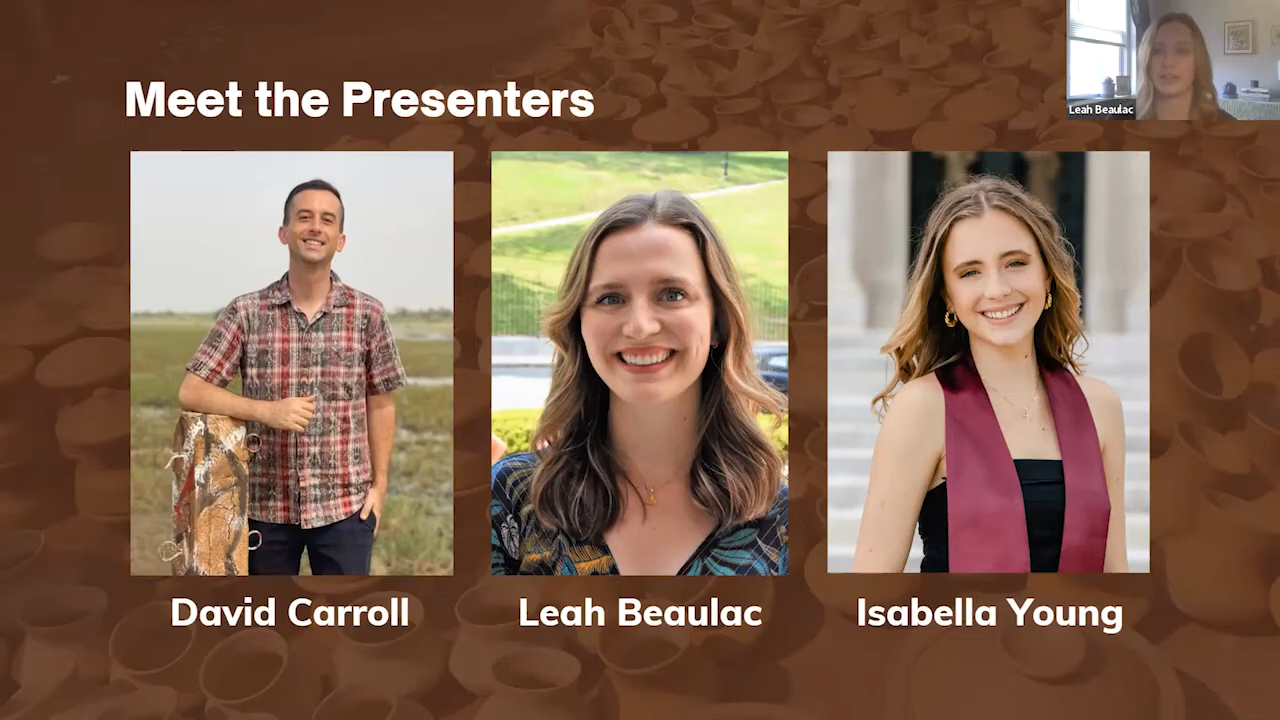 Meet the Presenters
Leah Beaulac
David Carroll
Leah Beaulac
Isabella Young